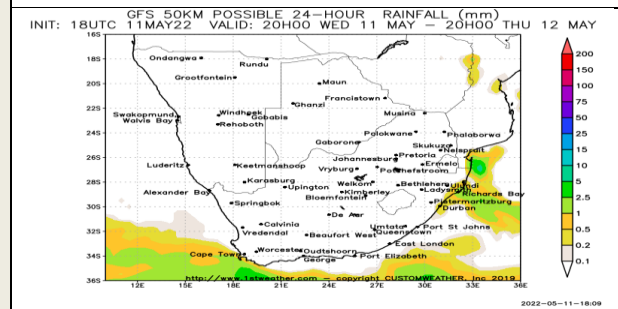 GFS 50KM POSSIBLE 24-HOUR RAINFALL (mm)
INIT: 18UTC 11MAY22 VALID: 20H00 WED 11 MAY - 20H00 THU 12 MAY
16S
18S
20S
22S
24S
26S
28S
30S
32S
34S
36S
Ondangwa
Rundu
Grootfontein
Maun
Ghanzi
Francistown
Swakopmund
Walvis Bay
Windhoek
Gobabis
Rehoboth
Musina
Polokwane
Phalaborwa
Gaborone
Skukuza
Nelspruit
Pretoria
Johannesburg
Ermelo
Luderitz
Keetmanshoop
Vryburg
Potchefstroom
Karasburg
Upington
Welkom
Bethlehem
Ulundi
Alexander Bay
Kimberley
Ladysmith
Richards Bay
Springbok
Bloemfontein
Pietermaritzburg
Durban
De Aar
Calvinia
Vredendal
Beaufort West
Umtata
Queenstown
Port St Johns
East London
Cape Town
Worcester
Oudtshoorn
George
Port Elizabeth
http://www.1stweather.com - copyright CUSTOMWEATHER, Inc 2019
12E 15E 18E 21E 24E 27E 30E 33E 36E
200
150
100
75
50
25
20
15
10
5
2.5
1
0.5
0.2
0.1
2022-05-11-18:09